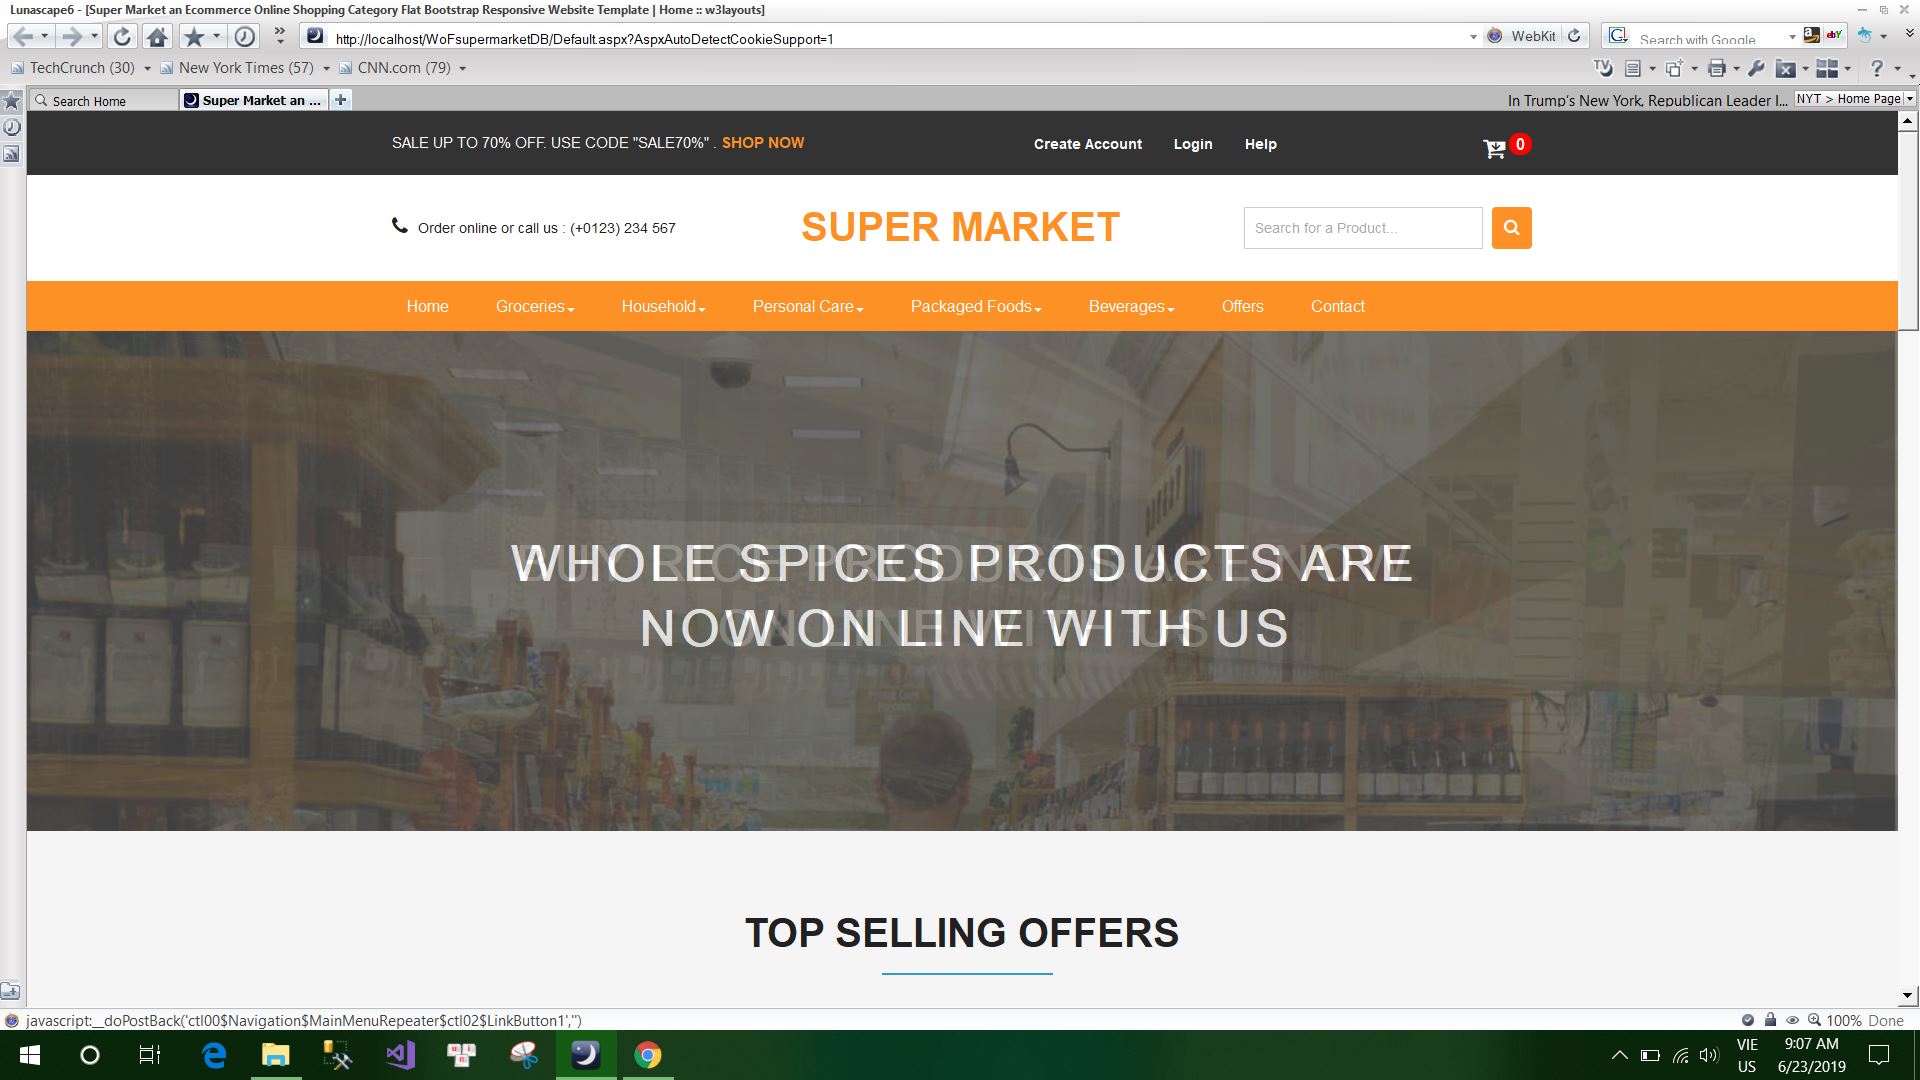 Lunascape6 - [Super Market an Ecommerce Online Shopping Category Flat Bootstrap Responsive Website Template | Home :: w3layouts]
http://localhost/WoFsupermarketDB/Default.aspx?AspxAutoDetectCookieSupport=1
WebKit
Search with Google
TechCrunch (30)
New York Times (57)
CNN.com (79)
Search Home
Super Market an ...
In Trump's New York, Republican Leader I...
NYT > Home Page
SALE UP TO 70% OFF. USE CODE "SALE70%" . SHOP NOW
Create Account
Login
Help
0
Order online or call us : (+0123) 234 567
SUPER MARKET
Search for a Product...
Home
Groceries
Household
Personal Care
Packaged Foods
Beverages
Offers
Contact
WHOLE SPICES PRODUCTS ARE
NOW ON LINE WITH US
TOP SELLING OFFERS
javascript:__doPostBack('ctl00$Navigation$MainMenuRepeater$ctl02$LinkButton1','')
100% Done
VIE
US
9:07 AM
6/23/2019